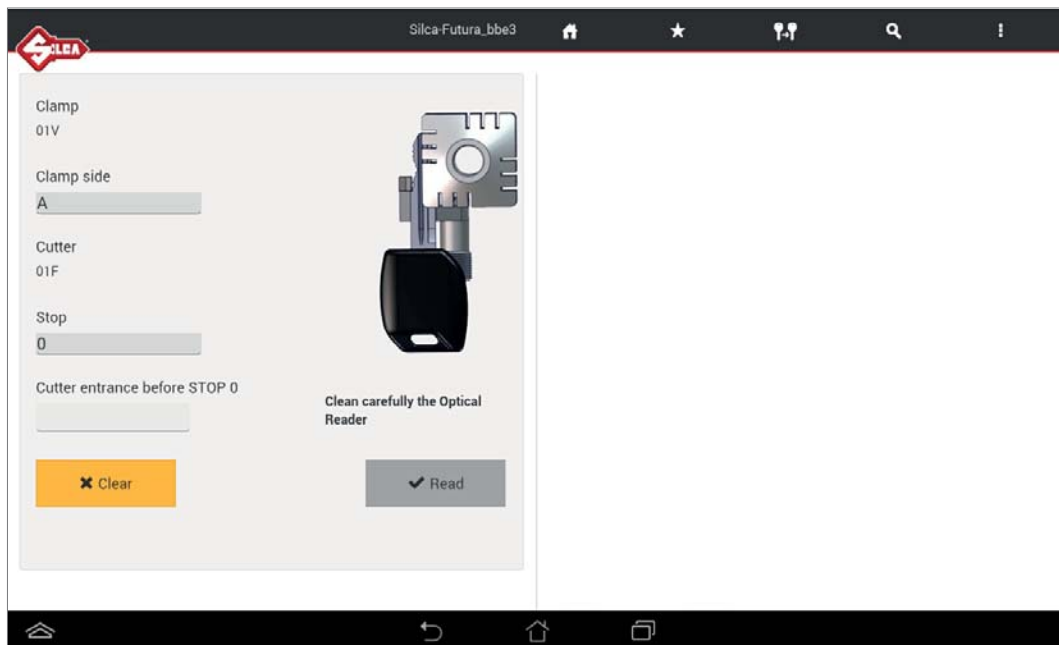 SILCA
Silca-Futura_bbe3
Clamp
01V
Clamp side
A
Cutter
01F
Stop
0
Cutter entrance before STOP 0
Clean carefully the Optical
Reader
Clear
Read